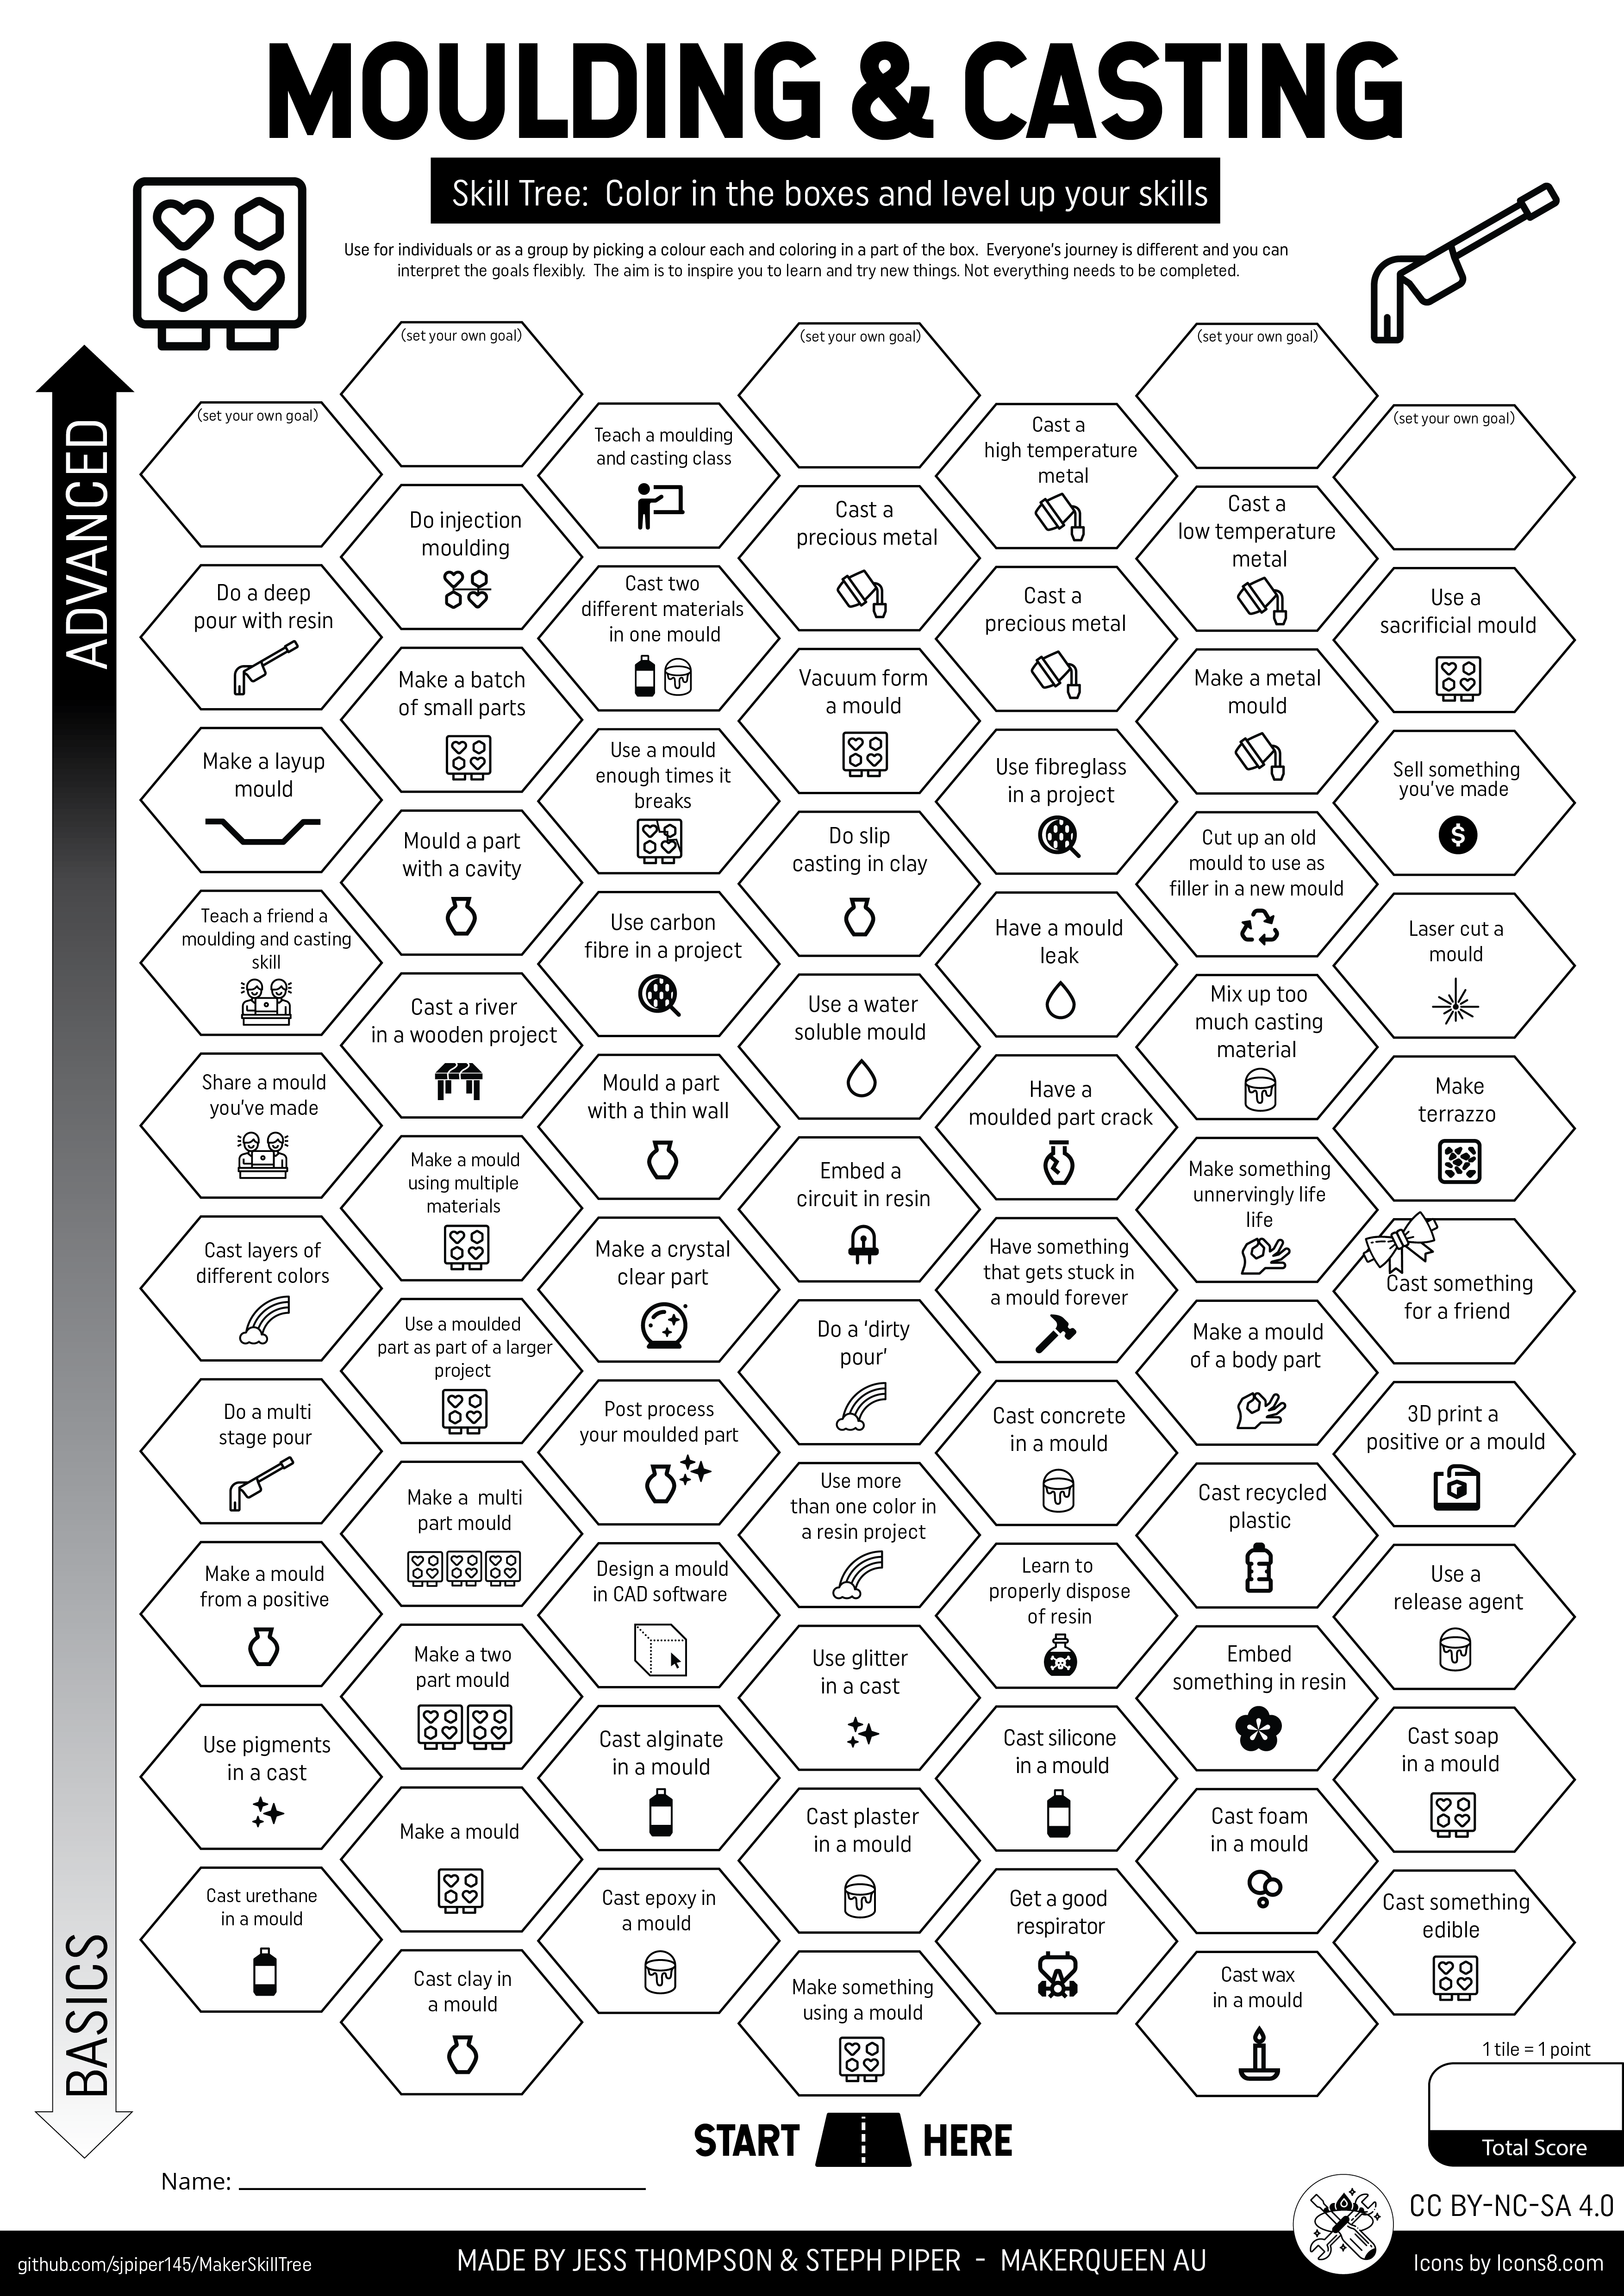 MOULDING & CASTING
Skill Tree:  Color in the boxes and level up your skills
Use for individuals or as a group by picking a colour each and coloring in a part of the box.  Everyone's journey is different and you can
interpret the goals flexibly.  The aim is to inspire you to learn and try new things. Not everything needs to be completed.
ADVANCED
BASICS
(set your own goal)
(set your own goal)
(set your own goal)
(set your own goal)
Teach a moulding
and casting class
Cast a
high temperature
metal
(set your own goal)
Do injection
moulding
Cast a
precious metal
Cast a
low temperature
metal
Do a deep
pour with resin
Cast two
different materials
in one mould
Cast a
precious metal
Use a
sacrificial mould
Make a batch
of small parts
Vacuum form
a mould
Make a metal
mould
Make a layup
mould
Use a mould
enough times it
breaks
Use fibreglass
in a project
Sell something
you've made
Mould a part
with a cavity
Do slip
casting in clay
Cut up an old
mould to use as
filler in a new mould
Teach a friend a
moulding and casting
skill
Use carbon
fibre in a project
Have a mould
leak
Laser cut a
mould
Cast a river
in a wooden project
Use a water
soluble mould
Mix up too
much casting
material
Share a mould
you've made
Mould a part
with a thin wall
Have a
moulded part crack
Make
terrazzo
Make a mould
using multiple
materials
Embed a
circuit in resin
Make something
unnervingly life
life
Cast layers of
different colors
Make a crystal
clear part
Have something
that gets stuck in
a mould forever
Cast something
for a friend
Use a moulded
part as part of a larger
project
Do a 'dirty
pour'
Make a mould
of a body part
Do a multi
stage pour
Post process
your moulded part
Cast concrete
in a mould
3D print a
positive or a mould
Make a  multi
part mould
Use more
than one color in
a resin project
Cast recycled
plastic
Make a mould
from a positive
Design a mould
in CAD software
Learn to
properly dispose
of resin
Use a
release agent
Make a two
part mould
Use glitter
in a cast
Embed
something in resin
Use pigments
in a cast
Cast alginate
in a mould
Cast silicone
in a mould
Cast soap
in a mould
Make a mould
Cast plaster
in a mould
Cast foam
in a mould
Cast urethane
in a mould
Cast epoxy in
a mould
Get a good
respirator
Cast something
edible
Cast clay in
a mould
Make something
using a mould
Cast wax
in a mould
1 tile = 1 point
Total Score
START HERE
Name:
CC BY-NC-SA 4.0
github.com/sjpiper145/MakerSkillTree
MADE BY JESS THOMPSON & STEPH PIPER  -  MAKERQUEEN AU
Icons by Icons8.com